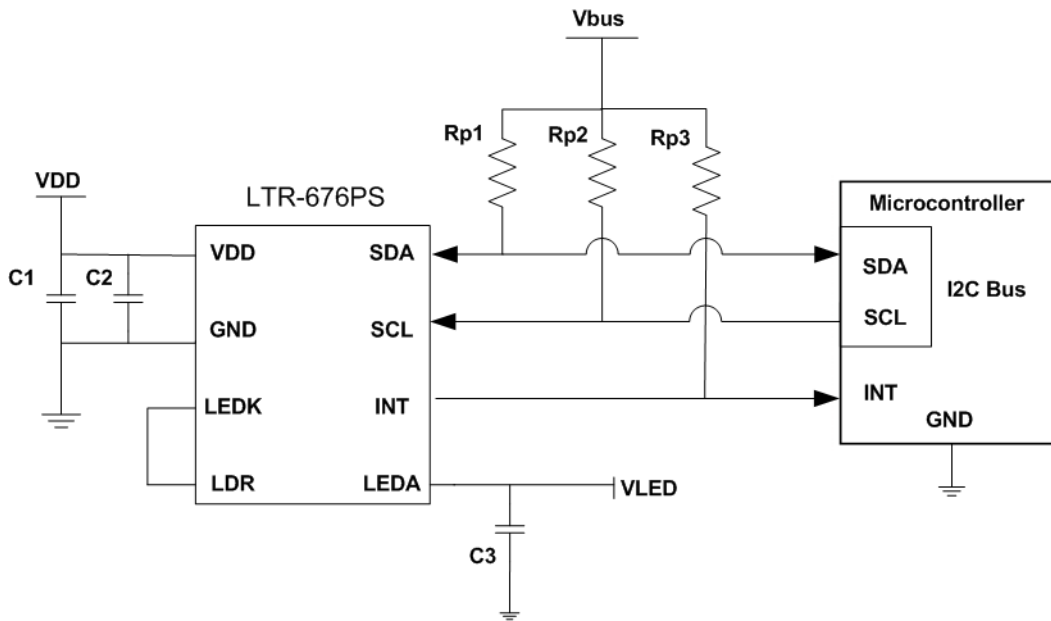 Vbus
Rp1
Rp2
Rp3
VDD
LTR-676PS
Microcontroller
VDD
SDA
C1
C2
SDA
I2C Bus
GND
SCL
SCL
LEDK
INT
INT
GND
LDR
LEDA
VLED
C3